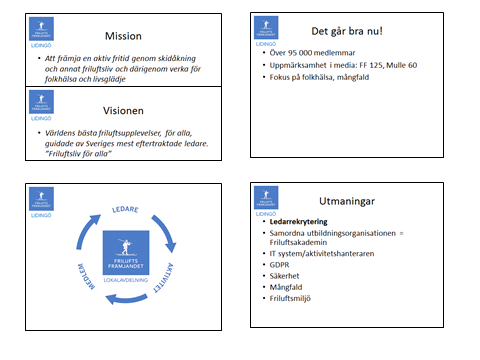 FRILUFTS
FRÄMJANDET
LIDINGÖ
Mission
• Att främja en aktiv fritid genom skidåkning
och annat friluftsliv och därigenom verka för
folkhälsa och livsglädje
FRILUFTS
FRÄMJANDET
LIDINGÖ
Visionen
• Världens bästa friluftsupplevelser, för alla,
guidade av Sveriges mest eftertraktade ledare.
"Friluftsliv för alla"
FRILUFTS
FRÄMJANDET
LIDINGÖ
Det går bra nu!
• Över 95 000 medlemmar
• Uppmärksamhet i media: FF 125, Mulle 60
• Fokus på folkhälsa, mångfald
FRILUFTS
FRÄMJANDET
LIDINGÖ
LEDARE
AKTIVITET
MEDLEM
FRILUFTS
FRÄMJANDET
LOKALAVDELNING
FRILUFTS
FRÄMJANDET
LIDINGÖ
Utmaningar
• Ledarrekrytering
• Samordna utbildningsorganisationen =
Friluftsakademin
• IT system/aktivitetshanteraren
• GDPR
• Säkerhet
• Mångfald
• Friluftsmiljö